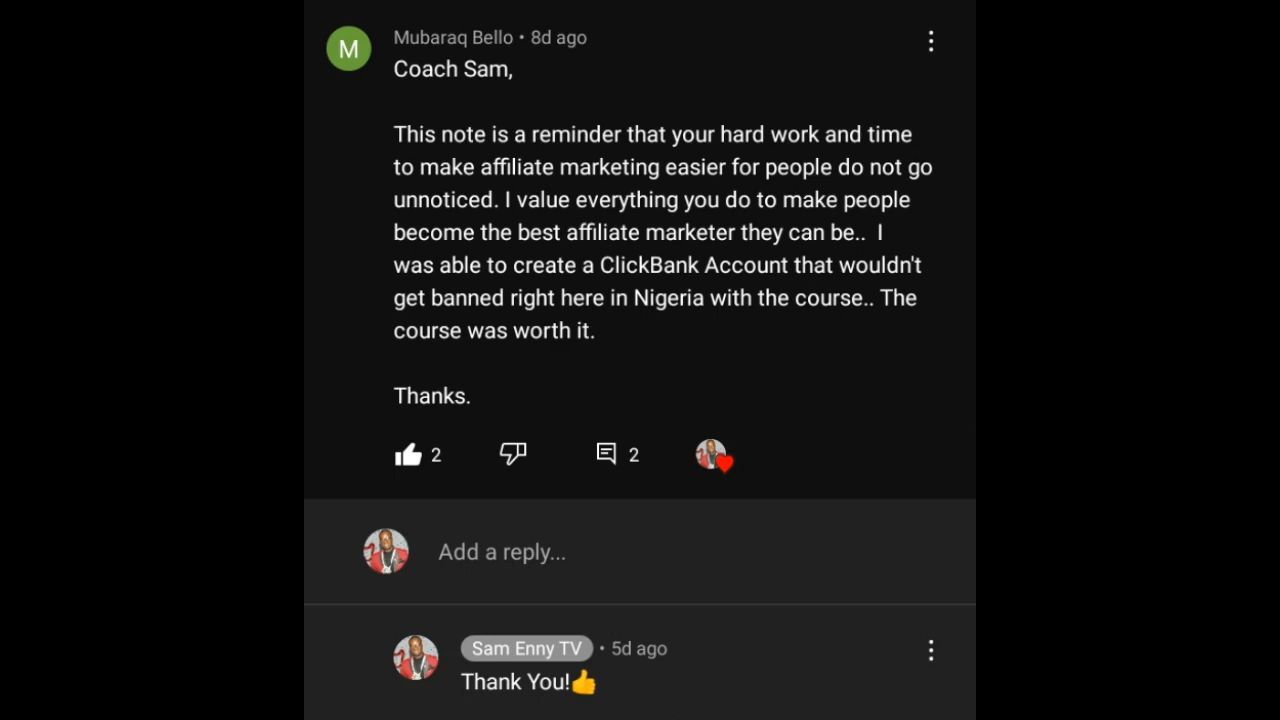 M
Mubaraq Bello • 8d ago
Coach Sam,
This note is a reminder that your hard work and time
to make affiliate marketing easier for people do not go
unnoticed. I value everything you do to make people
become the best affiliate marketer they can be..  I
was able to create a ClickBank Account that wouldn't
get banned right here in Nigeria with the course.. The
course was worth it.
Thanks.
2 2
Add a reply...
Sam Enny TV • 5d ago
Thank You!👍